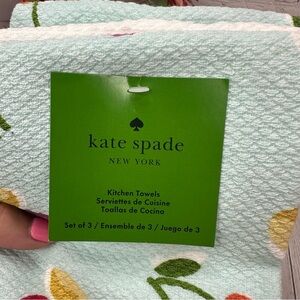 kate spade
NEW YORK
Kitchen Towels
Serviettes de Cuisine
Toallas de Cocina
Set of 3 / Ensemble de 3 / Juego de 3